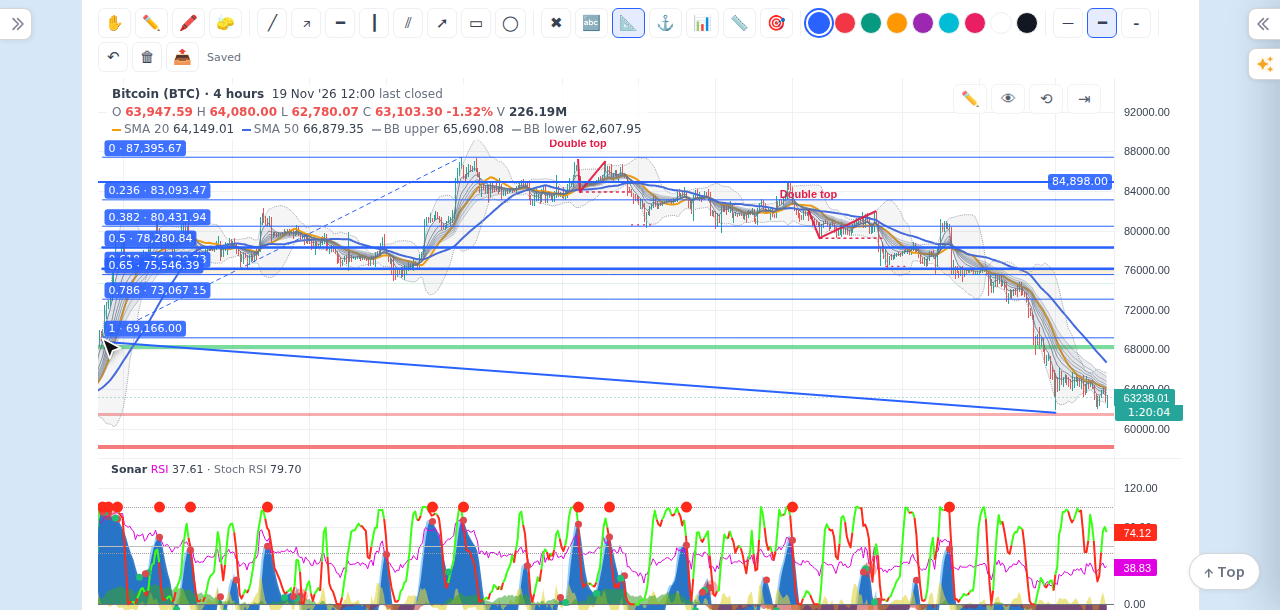 abc
Saved
Bitcoin (BTC) · 4 hours 19 Nov '26 12:00 last closed
O 63,947.59 H 64,080.00 L 62,780.07 C 63,103.30 -1.32% V 226.19M
SMA 20 64,149.01 SMA 50 66,879.35 BB upper 65,690.08 BB lower 62,607.95
92000.00
88000.00
84000.00
80000.00
76000.00
72000.00
68000.00
64000.00
60000.00
Double top
Double top
0 · 87,395.67
84,898.00
0.236 · 83,093.47
0.382 · 80,431.94
0.5 · 78,280.84
0.65 · 75,546.39
0.786 · 73,067.15
1 · 69,166.00
63238.01
1:20:04
Sonar RSI 37.61 · Stoch RSI 79.70
120.00
74.12
38.83
0.00
↑ Top